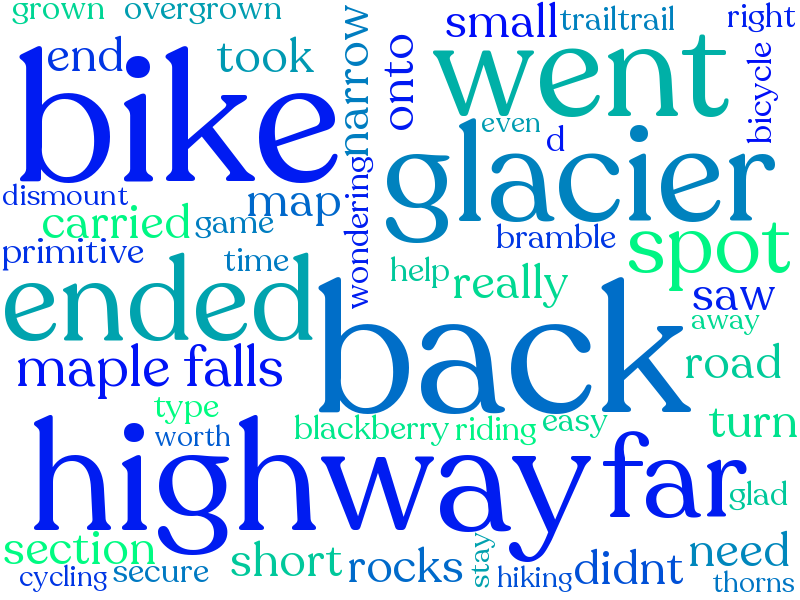 grown
overgrown
small
trailtrail
right
end
took
narrow
onto
went
bicycle
bike
even
d
glacier
dismount
map
wondering
carried
game
bramble
spot
primitive
time
help
really
saw
ended
back
away
maple falls
road
type
worth
blackberry
riding
easy
turn
highway
far
glad
section
short
rocks
stay
didnt
need
cycling
secure
hiking
thorns